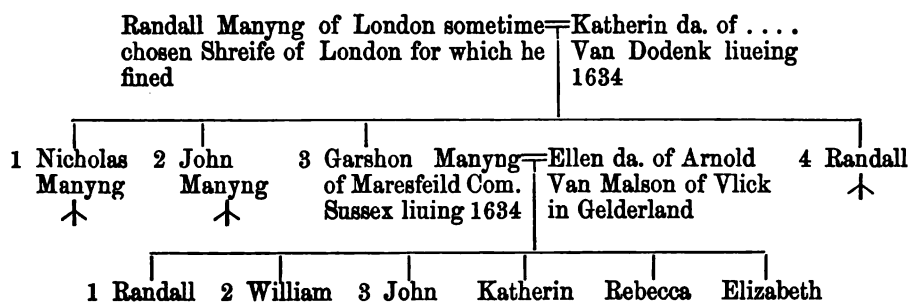 Randall Manyng of London sometime Katherin da. of ....
chosen Shreife of London for which he Van Dodenk liueing
fined 1634
1 Nicholas 2 John 3 Garshon Manyng Ellen da. of Arnold 4 Randall
Manyng Manyng of Maresfeild Com. Van Malson of Vlick
Sussex liuing 1634 in Gelderland
1 Randall 2 William 3 John Katherin Rebecca Elizabeth